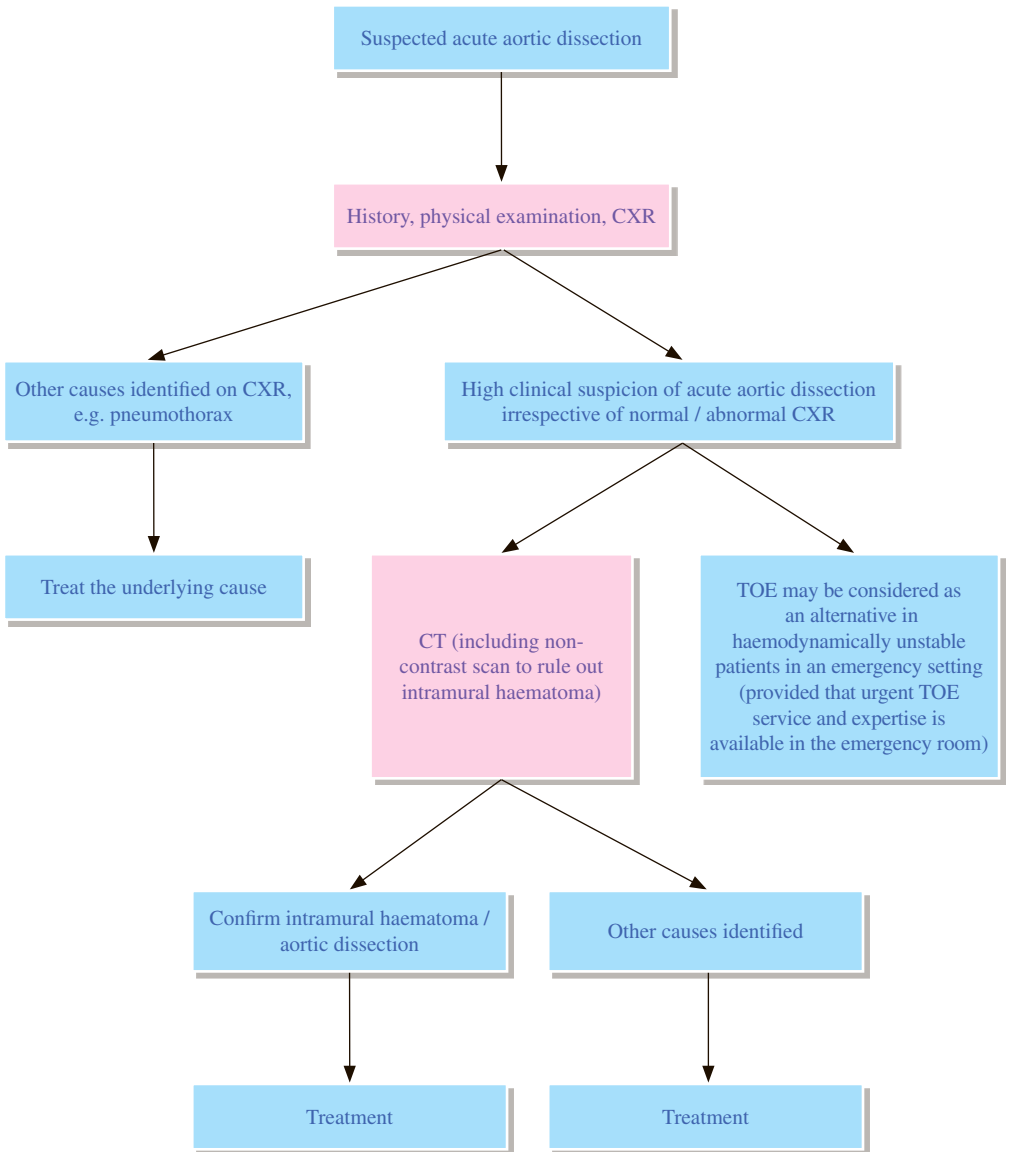 Suspected acute aortic dissection
History, physical examination, CXR
Other causes identified on CXR,
e.g. pneumothorax
High clinical suspicion of acute aortic dissection
irrespective of normal / abnormal CXR
Treat the underlying cause
CT (including non-
contrast scan to rule out
intramural haematoma)
TOE may be considered as
an alternative in
haemodynamically unstable
patients in an emergency setting
(provided that urgent TOE
service and expertise is
available in the emergency room)
Confirm intramural haematoma /
aortic dissection
Other causes identified
Treatment
Treatment